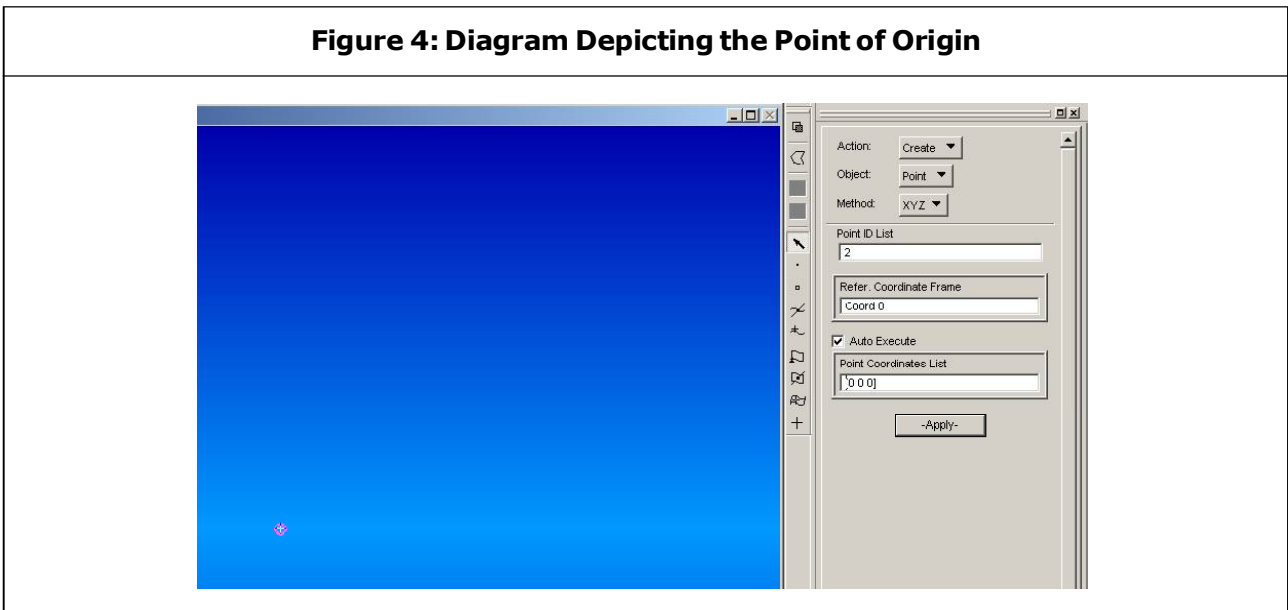 Figure 4: Diagram Depicting the Point of Origin
Action: Create
Object: Point
Method: XYZ
Point ID List
2
Refer. Coordinate Frame
Coord 0
Auto Execute
Point Coordinates List
[0 0 0]
-Apply-